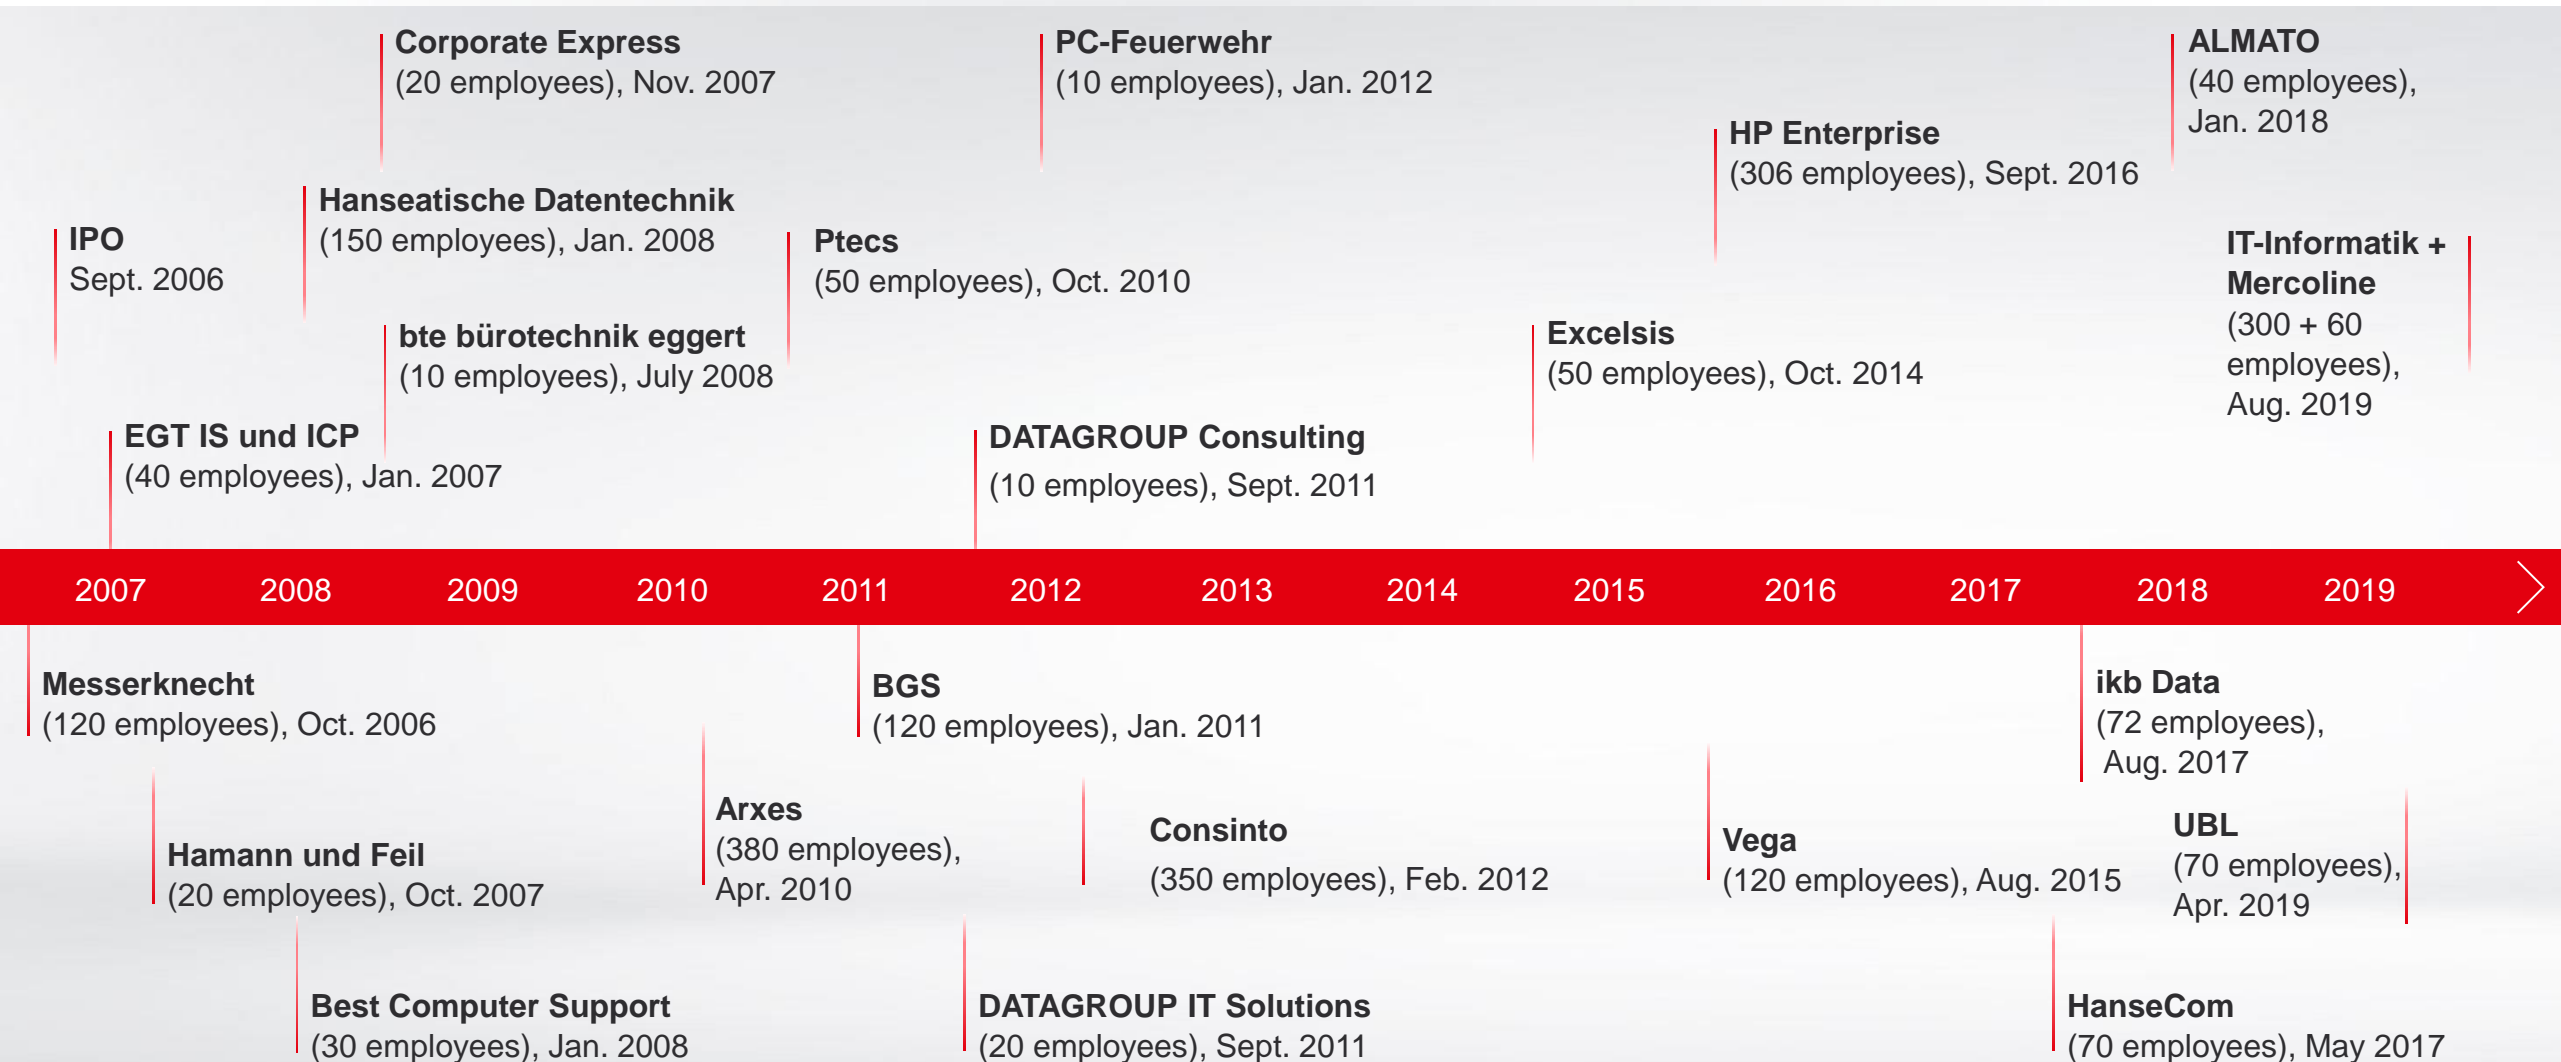 Corporate Express
(20 employees), Nov. 2007
PC-Feuerwehr
(10 employees), Jan. 2012
ALMATO
(40 employees),
Jan. 2018
HP Enterprise
(306 employees), Sept. 2016
Hanseatische Datentechnik
(150 employees), Jan. 2008
IPO
Sept. 2006
Ptecs
(50 employees), Oct. 2010
IT-Informatik +
Mercoline
(300 + 60
employees),
Aug. 2019
bte bürotechnik eggert
(10 employees), July 2008
Excelsis
(50 employees), Oct. 2014
EGT IS und ICP
(40 employees), Jan. 2007
DATAGROUP Consulting
(10 employees), Sept. 2011
2007 2008 2009 2010 2011 2012 2013 2014 2015 2016 2017 2018 2019
Messerknecht
(120 employees), Oct. 2006
BGS
(120 employees), Jan. 2011
ikb Data
(72 employees),
Aug. 2017
Arxes
(380 employees),
Apr. 2010
Consinto
(350 employees), Feb. 2012
Vega
(120 employees), Aug. 2015
UBL
(70 employees),
Apr. 2019
Hamann und Feil
(20 employees), Oct. 2007
Best Computer Support
(30 employees), Jan. 2008
DATAGROUP IT Solutions
(20 employees), Sept. 2011
HanseCom
(70 employees), May 2017